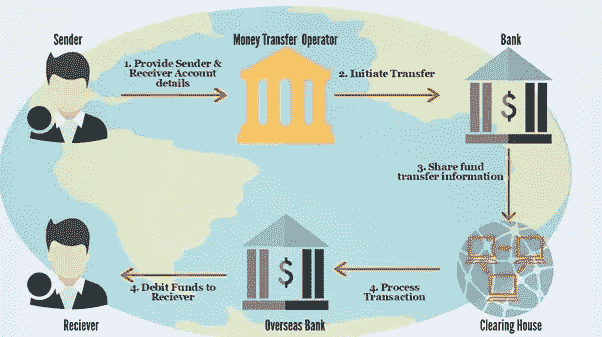 Sender
Money Transfer Operator
Bank
1. Provide Sender &
Receiver Account
details
2. Initiate Transfer
$
3. Share fund
transfer information
4. Debit Funds to
Reciever
$
4. Process
Transaction
Reciever
Overseas Bank
Clearing House